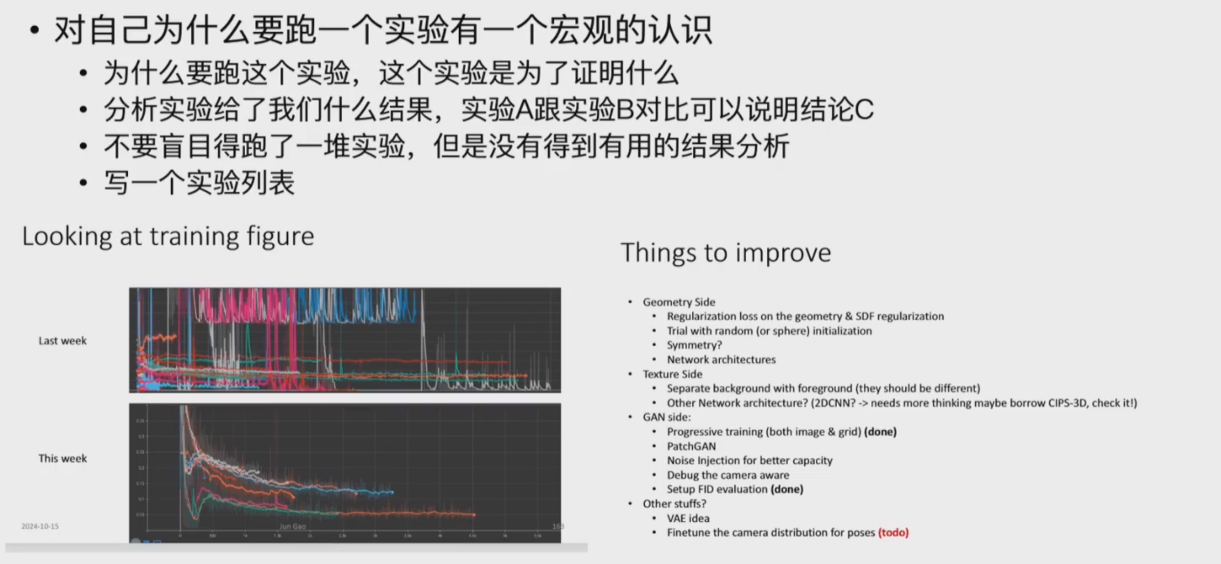 • 对自己为什么要跑一个实验有一个宏观的认识
• 为什么要跑这个实验，这个实验是为了证明什么
• 分析实验给了我们什么结果，实验A跟实验B对比可以说明结论C
• 不要盲目得跑了一堆实验，但是没有得到有用的结果分析
• 写一个实验列表
Looking at training figure
Last week
This week
2024-10-15
Jun Gao
Things to improve
• Geometry Side
• Regularization loss on the geometry & SDF regularization
• Trial with random (or sphere) initialization
• Symmetry?
• Network architectures
• Texture Side
• Separate background with foreground (they should be different)
• Other Network architecture? (2DCNN? -> needs more thinking maybe borrow CIPS-3D, check it!)
• GAN side:
• Progressive training (both image & grid) (done)
• PatchGAN
• Noise Injection for better capacity
• Debug the camera aware
• Setup FID evaluation (done)
• Other stuffs?
• VAE idea
• Finetune the camera distribution for poses (todo)